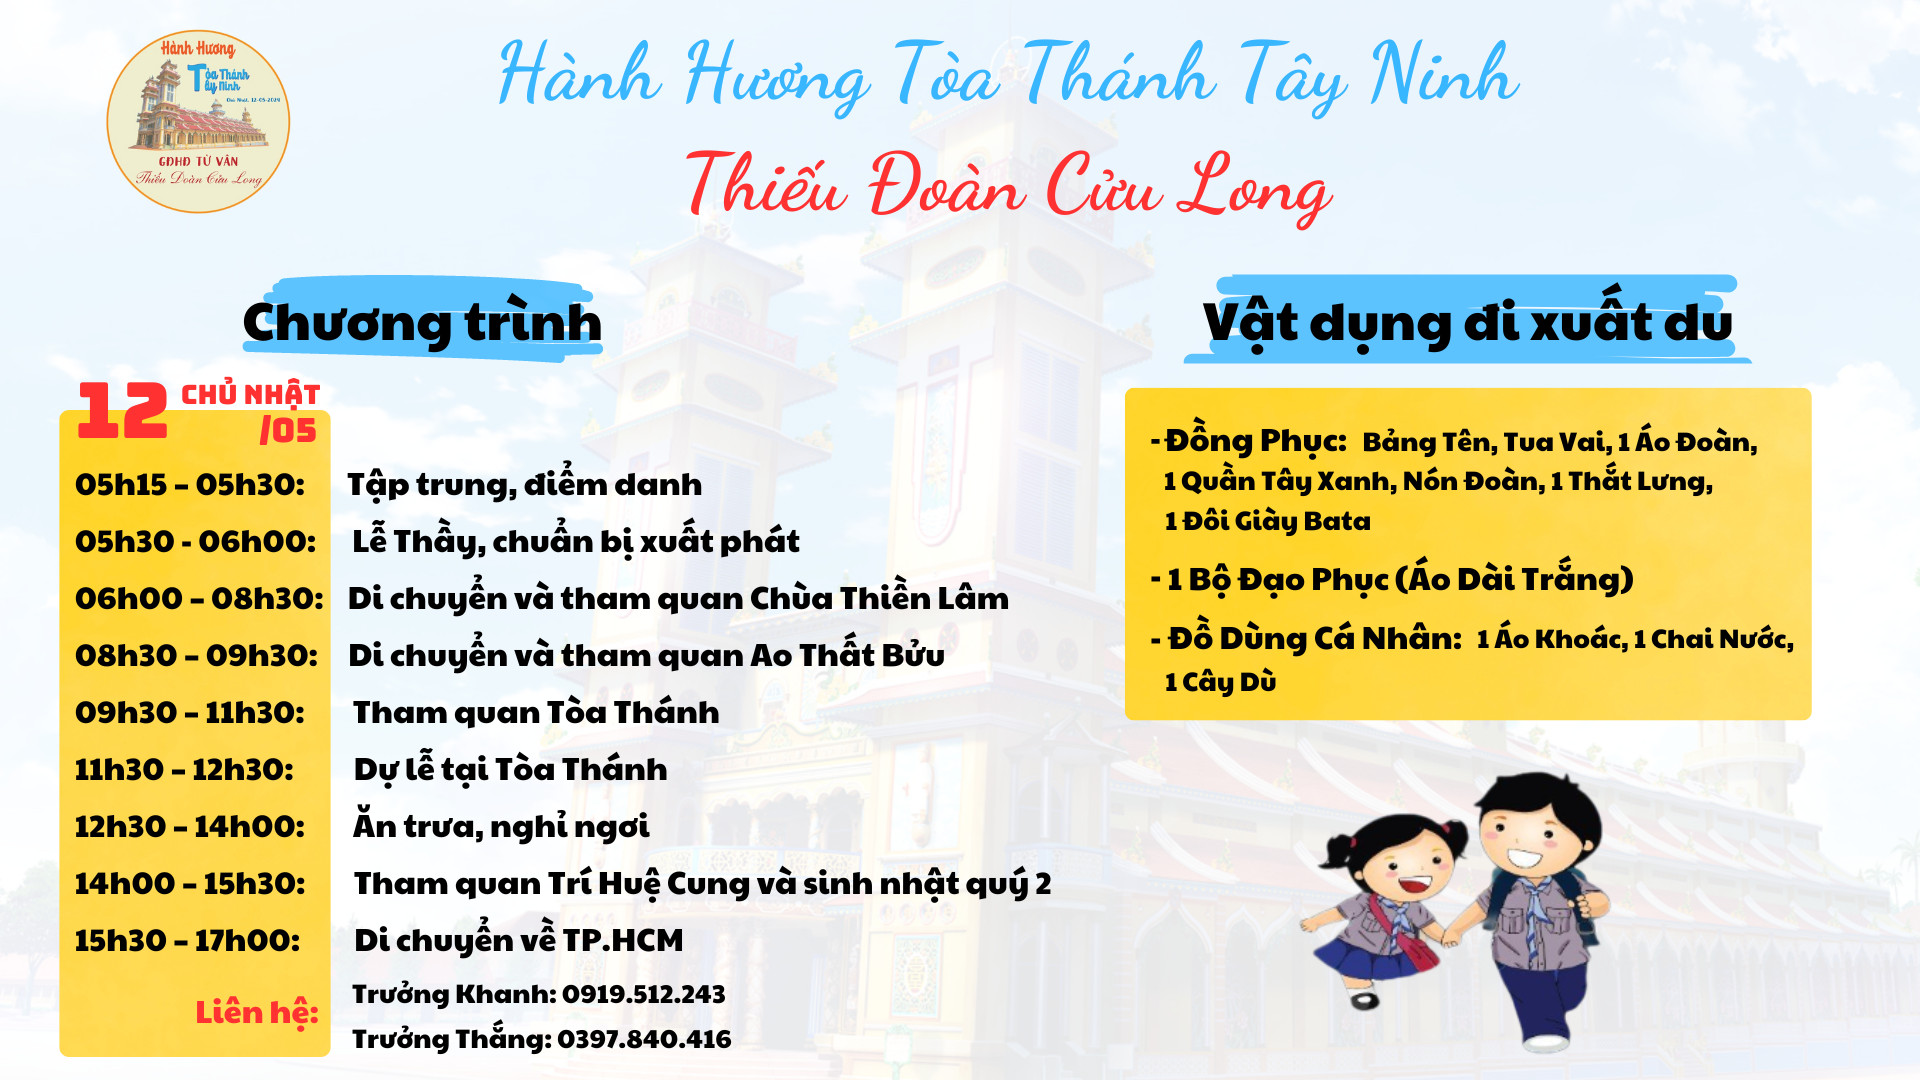 Hành Hương
Tòa Thánh
Tây Ninh
Chủ Nhật, 12-05-2024
GĐHĐ TỪ VÂN
Thiếu Đoàn Cửu Long
Hành Hương Tòa Thánh Tây Ninh
Thiếu Đoàn Cửu Long
Chương trình
12 CHỦ NHẬT
/05
05h15 – 05h30: Tập trung, điểm danh
05h30 - 06h00: Lễ Thầy, chuẩn bị xuất phát
06h00 – 08h30: Di chuyển và tham quan Chùa Thiền Lâm
08h30 – 09h30: Di chuyển và tham quan Ao Thất Bửu
09h30 – 11h30: Tham quan Tòa Thánh
11h30 – 12h30: Dự lễ tại Tòa Thánh
12h30 – 14h00: Ăn trưa, nghỉ ngơi
14h00 – 15h30: Tham quan Trí Huệ Cung và sinh nhật quý 2
15h30 – 17h00: Di chuyển về TP.HCM
Liên hệ: Trưởng Khanh: 0919.512.243
Trưởng Thắng: 0397.840.416
Vật dụng đi xuất du
- Đồng Phục: Bảng Tên, Tua Vai, 1 Áo Đoàn,
1 Quần Tây Xanh, Nón Đoàn, 1 Thắt Lưng,
1 Đôi Giày Bata
- 1 Bộ Đạo Phục (Áo Dài Trắng)
- Đồ Dùng Cá Nhân: 1 Áo Khoác, 1 Chai Nước,
1 Cây Dù